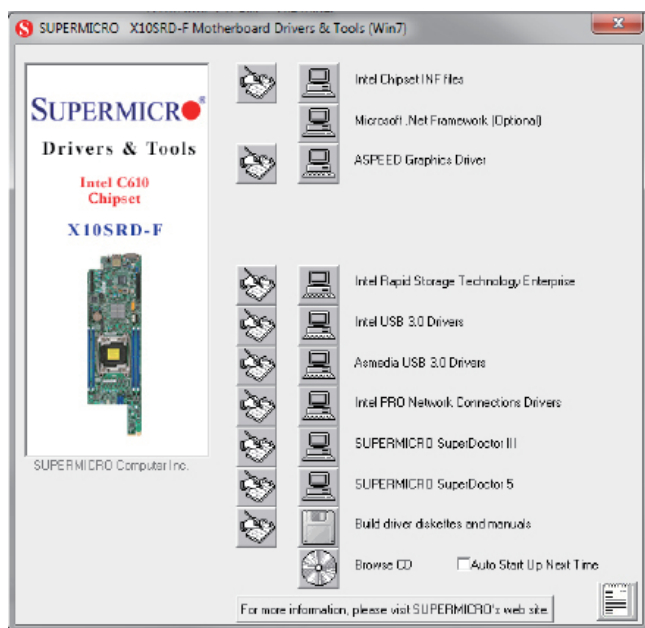 SUPERMICRO X10SRD-F Motherboard Drivers & Tools (Win7)
SUPERMICRO
Drivers & Tools
Intel C610
Chipset
X10SRD-F
SUPERMICRO Computer Inc.
Intel Chipset INF files
Microsoft .Net Framework (Optional)
ASPEED Graphics Driver
Intel Rapid Storage Technology Enterprise
Intel USB 3.0 Drivers
Asmedia USB 3.0 Drivers
Intel PRO Network Connections Drivers
SUPERMICRO SuperDoctor III
SUPERMICRO SuperDoctor 5
Build driver diskettes and manuals
Browse CD Auto Start Up Next Time
For more information, please visit SUPERMICRO's web site.